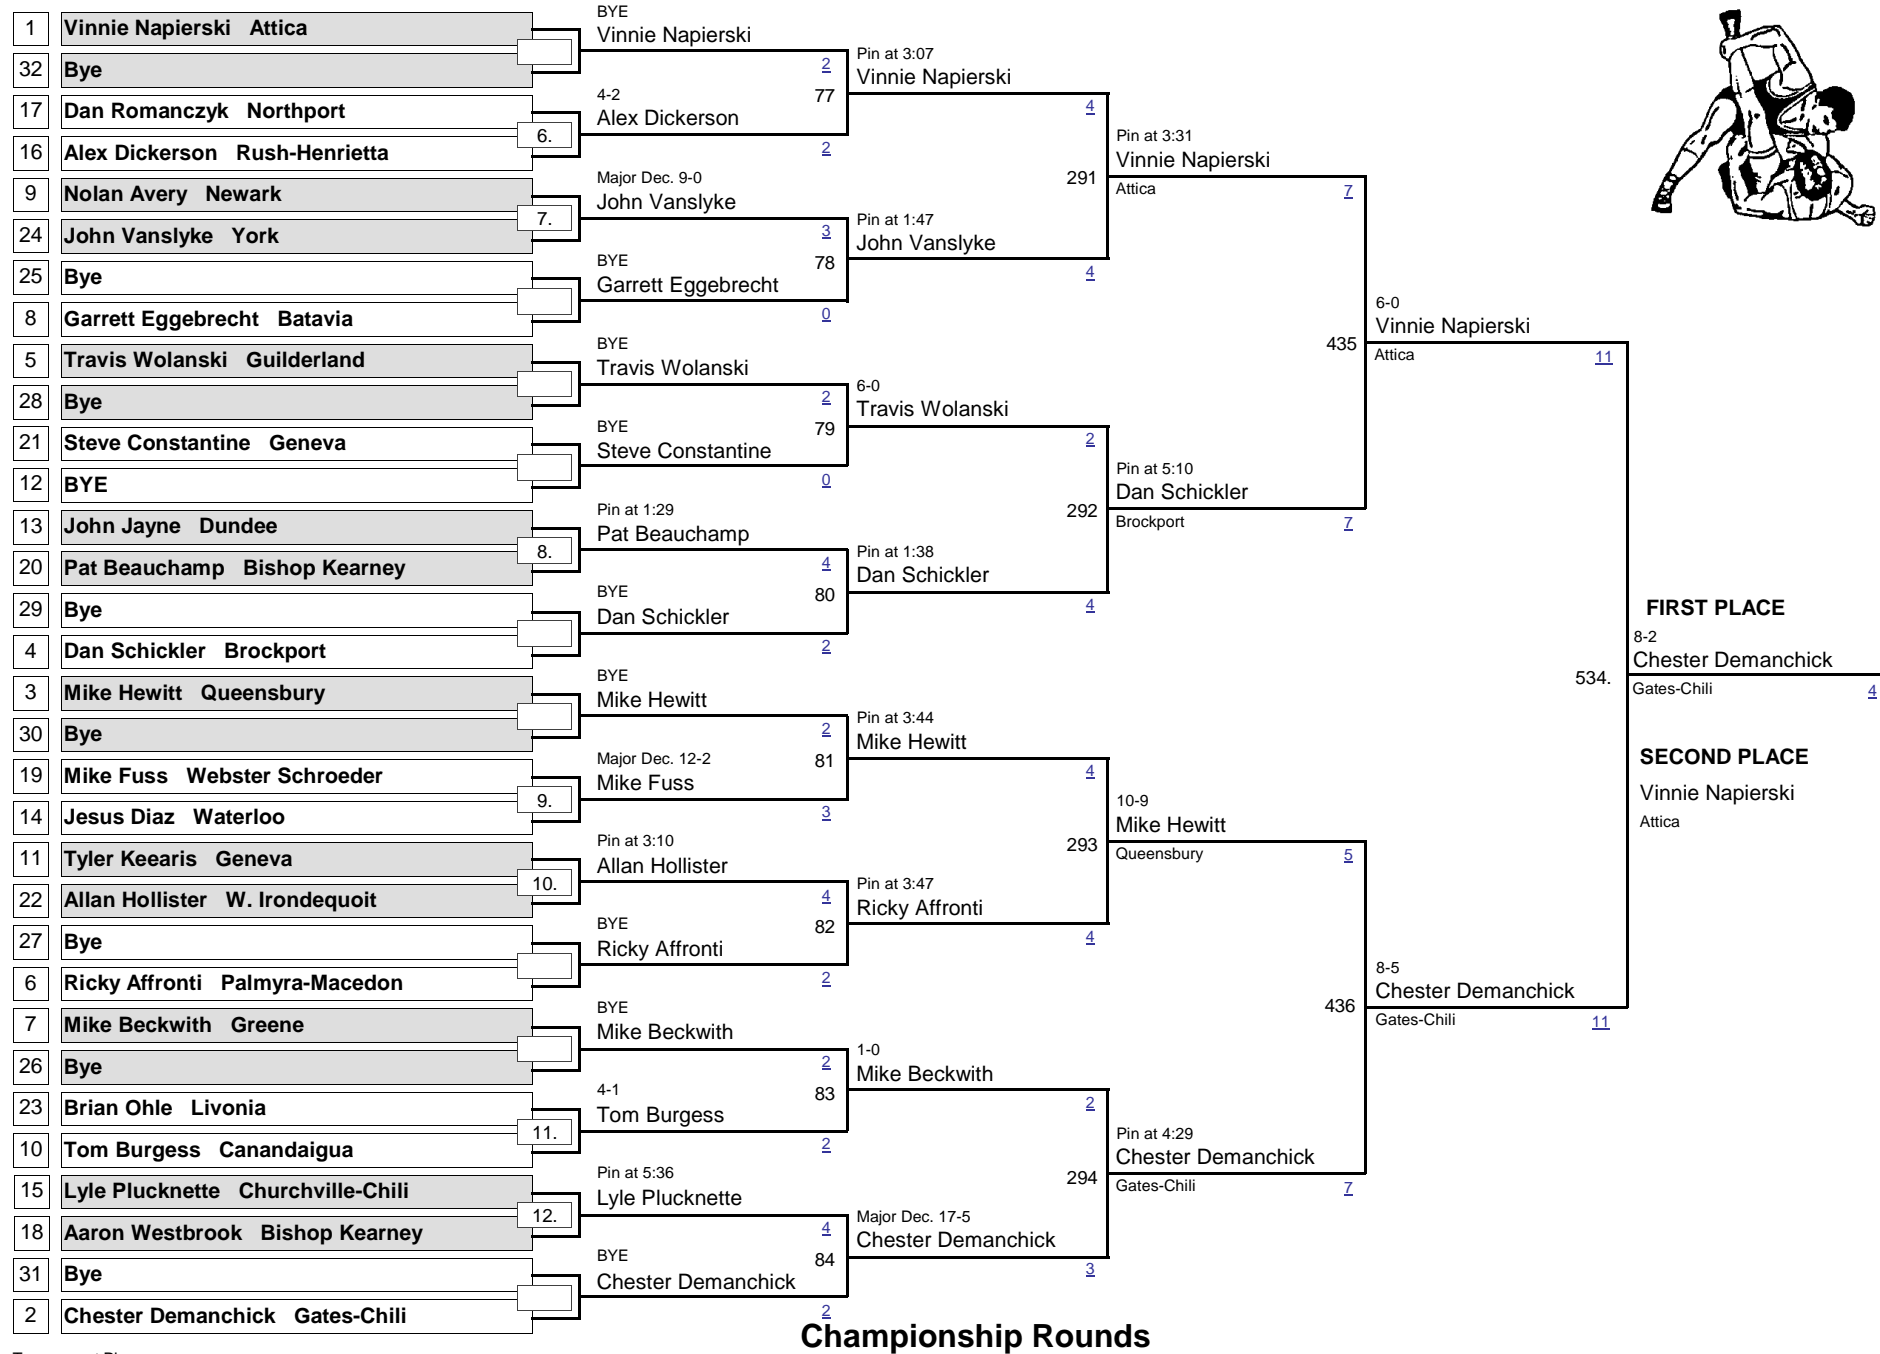 1 Vinnie Napierski Attica
32 Bye
17 Dan Romanczyk Northport
6.
16 Alex Dickerson Rush-Henrietta
9 Nolan Avery Newark
7.
24 John Vanslyke York
25 Bye
8 Garrett Eggebrecht Batavia
5 Travis Wolanski Guilderland
28 Bye
21 Steve Constantine Geneva
12 BYE
13 John Jayne Dundee
8.
20 Pat Beauchamp Bishop Kearney
29 Bye
4 Dan Schickler Brockport
3 Mike Hewitt Queensbury
30 Bye
19 Mike Fuss Webster Schroeder
9.
14 Jesus Diaz Waterloo
11 Tyler Keearis Geneva
10.
22 Allan Hollister W. Irondequoit
27 Bye
6 Ricky Affronti Palmyra-Macedon
7 Mike Beckwith Greene
26 Bye
23 Brian Ohle Livonia
11.
10 Tom Burgess Canandaigua
15 Lyle Plucknette Churchville-Chili
12.
18 Aaron Westbrook Bishop Kearney
31 Bye
2 Chester Demanchick Gates-Chili
BYE
Vinnie Napierski
2
77
4-2
Alex Dickerson
2
Major Dec. 9-0
John Vanslyke
3
78
BYE
Garrett Eggebrecht
0
BYE
Travis Wolanski
2
79
BYE
Steve Constantine
0
Pin at 1:29
Pat Beauchamp
4
80
BYE
Dan Schickler
2
BYE
Mike Hewitt
2
81
Major Dec. 12-2
Mike Fuss
3
Pin at 3:10
Allan Hollister
4
82
BYE
Ricky Affronti
2
BYE
Mike Beckwith
2
83
4-1
Tom Burgess
2
Pin at 5:36
Lyle Plucknette
4
84
BYE
Chester Demanchick
2
Pin at 3:07
Vinnie Napierski
4
291
Pin at 1:47
John Vanslyke
4
6-0
Travis Wolanski
2
292
Pin at 1:38
Dan Schickler
4
Pin at 3:44
Mike Hewitt
4
293
Pin at 3:47
Ricky Affronti
4
1-0
Mike Beckwith
2
294
Major Dec. 17-5
Chester Demanchick
3
Pin at 3:31
Vinnie Napierski
Attica
7
435
Pin at 5:10
Dan Schickler
Brockport
7
10-9
Mike Hewitt
Queensbury
5
436
Pin at 4:29
Chester Demanchick
Gates-Chili
7
6-0
Vinnie Napierski
Attica
11
534.
8-5
Chester Demanchick
Gates-Chili
11
FIRST PLACE
8-2
Chester Demanchick
Gates-Chili
4
SECOND PLACE
Vinnie Napierski
Attica
Championship Rounds